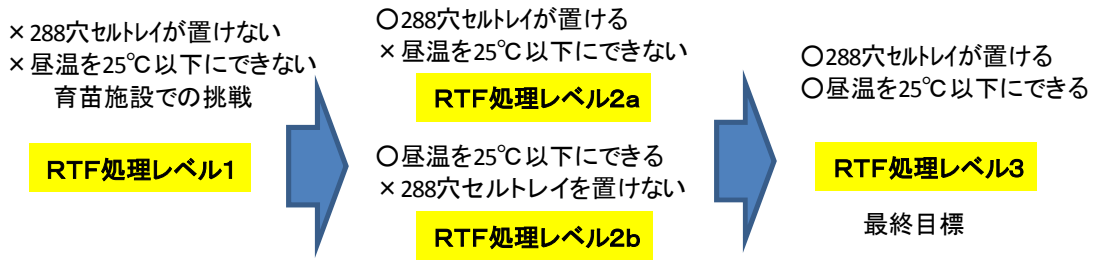 ×288穴セルトレイが置けない
×昼温を25℃以下にできない
育苗施設での挑戦
RTF処理レベル1
〇288穴セルトレイが置ける
×昼温を25℃以下にできない
RTF処理レベル2a
〇昼温を25℃以下にできる
×288穴セルトレイを置けない
RTF処理レベル2b
〇288穴セルトレイが置ける
〇昼温を25℃以下にできる
RTF処理レベル3
最終目標